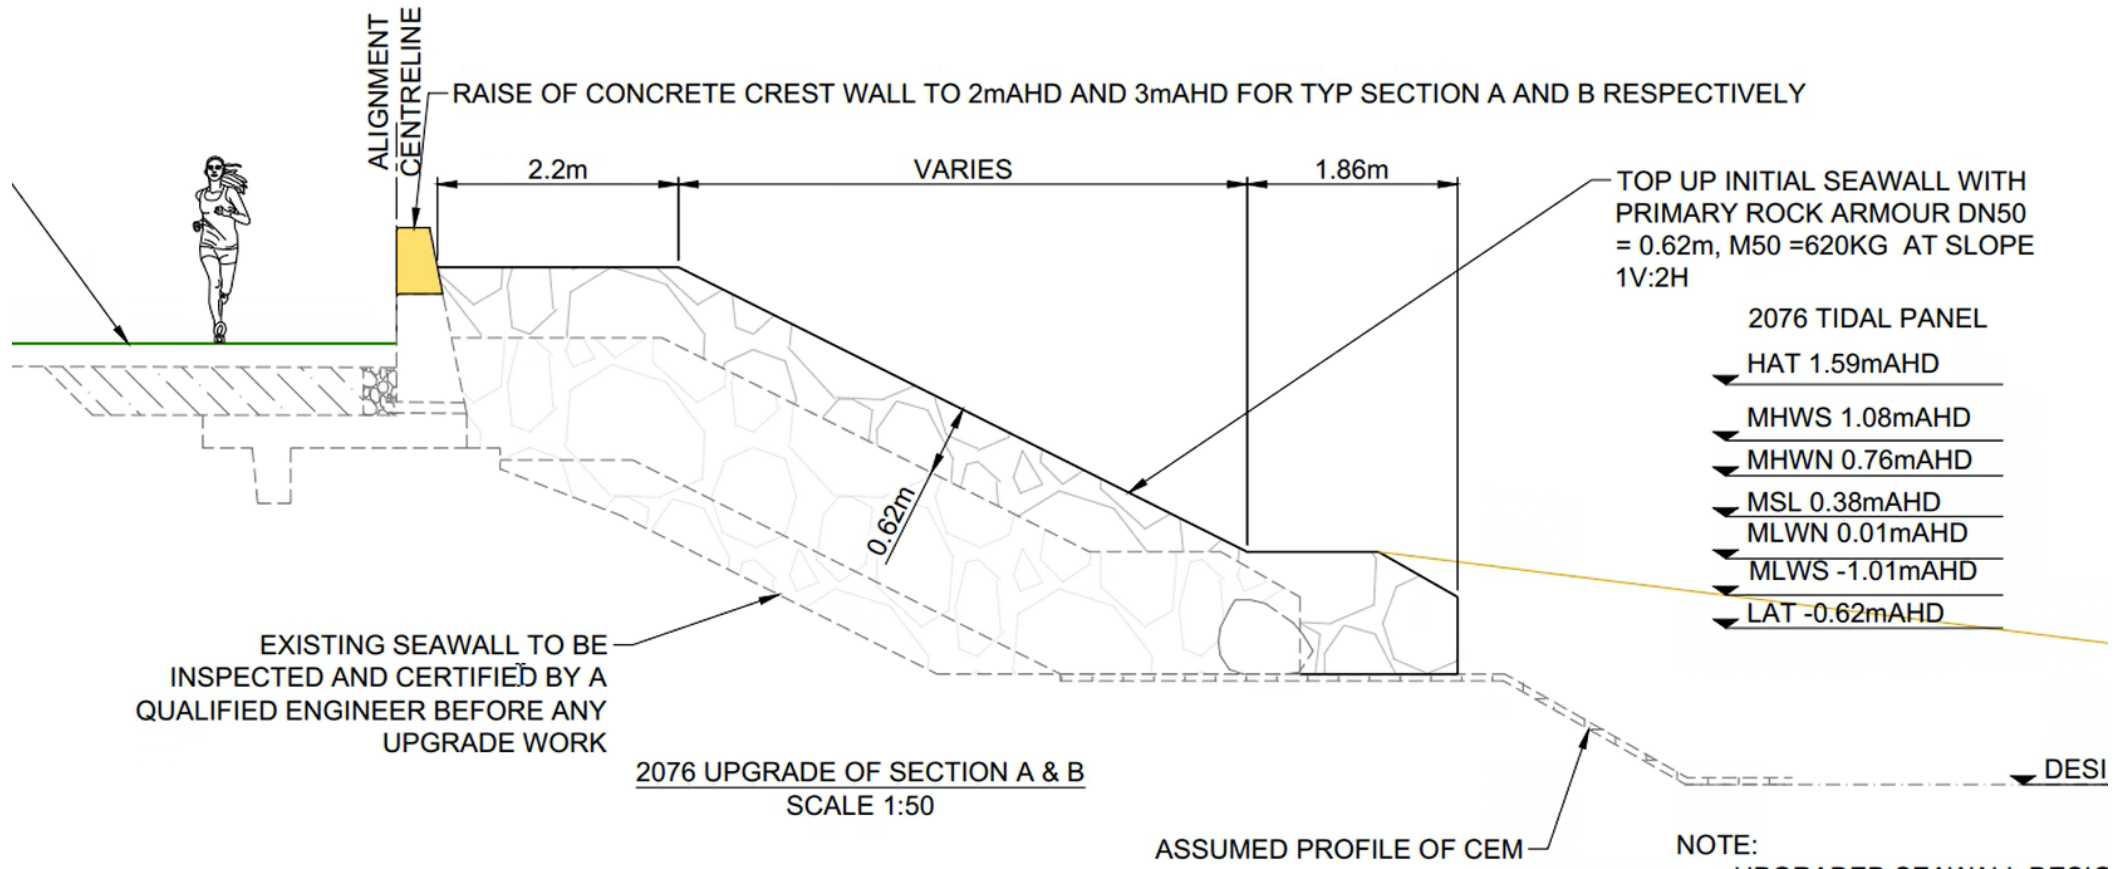 ALIGNMENT
CENTRELINE
RAISE OF CONCRETE CREST WALL TO 2mAHD AND 3mAHD FOR TYP SECTION A AND B RESPECTIVELY
2.2m
VARIES
1.86m
TOP UP INITIAL SEAWALL WITH
PRIMARY ROCK ARMOUR DN50
= 0.62m, M50 =620KG AT SLOPE
1V:2H
2076 TIDAL PANEL
HAT 1.59mAHD
MHWS 1.08mAHD
MHWN 0.76mAHD
MSL 0.38mAHD
MLWN 0.01mAHD
MLWS -1.01mAHD
LAT -0.62mAHD
0.62m
EXISTING SEAWALL TO BE
INSPECTED AND CERTIFIED BY A
QUALIFIED ENGINEER BEFORE ANY
UPGRADE WORK
2076 UPGRADE OF SECTION A & B
SCALE 1:50
DESI
ASSUMED PROFILE OF CEM
NOTE: